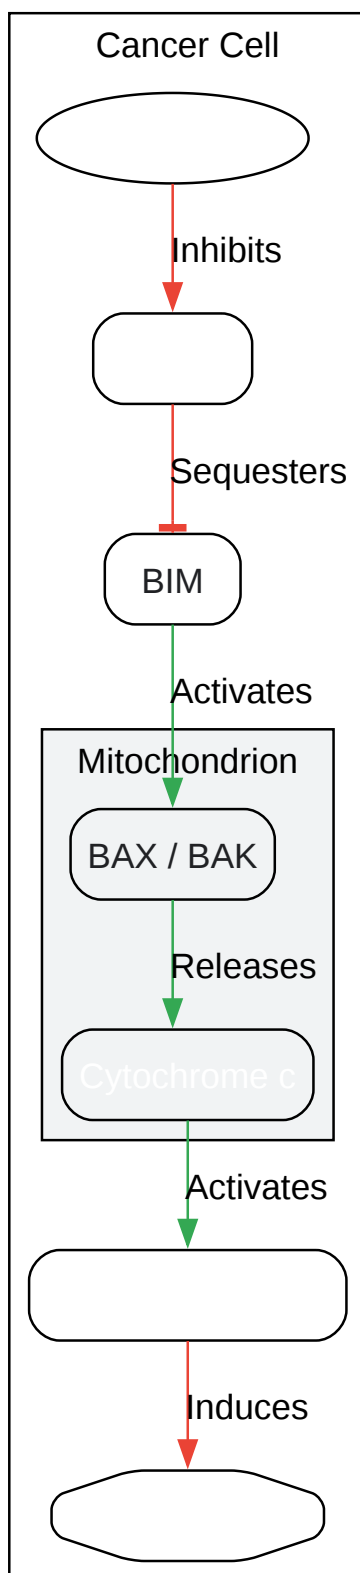 Cancer Cell
Inhibits
Sequesters
BIM
Activates
Mitochondrion
BAX / BAK
Releases
Cytochrome c
Activates
Induces